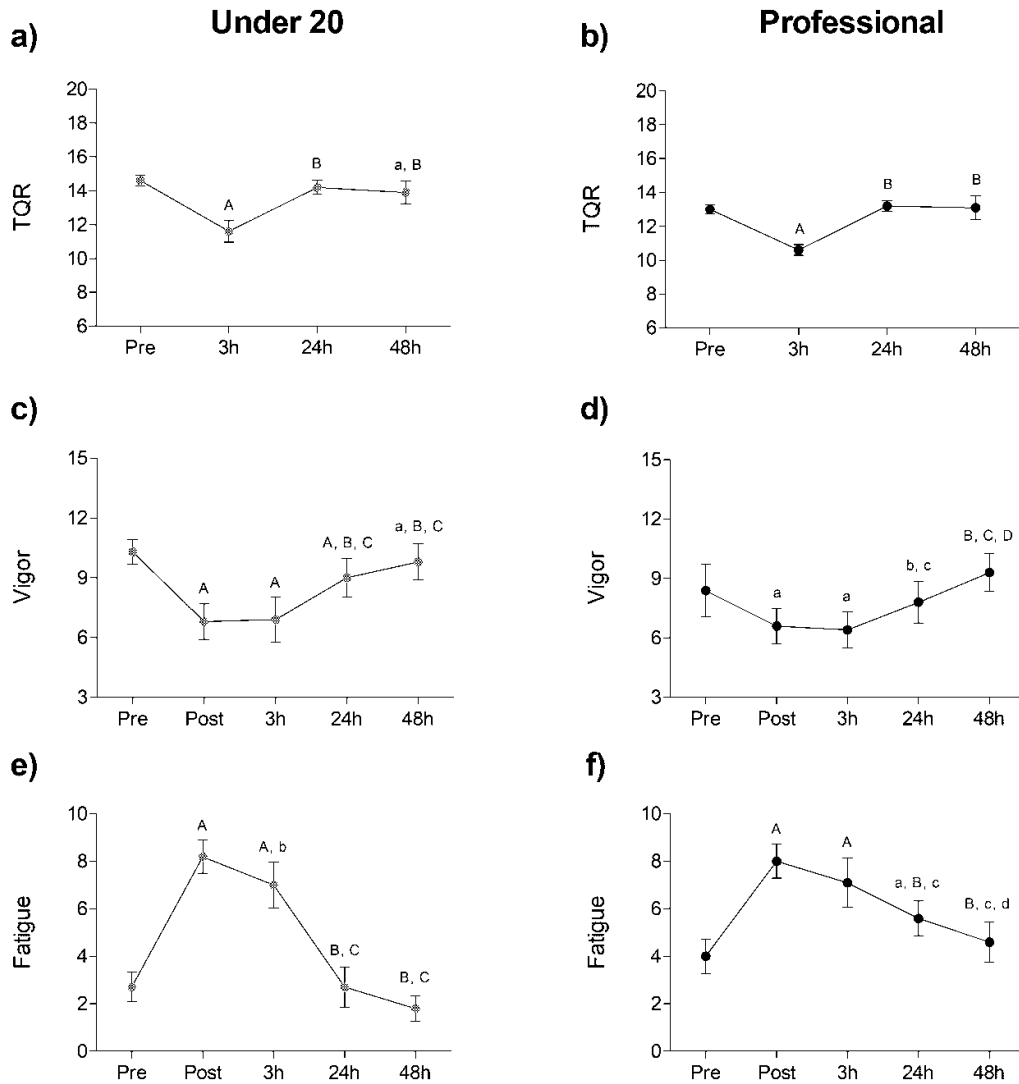 Under 20
Professional
a)
TQR
20
18
16
14
12
10
8
6
A
B
a, B
Pre 3h 24h 48h
b)
TQR
20
18
16
14
12
10
8
6
A
B
B
Pre 3h 24h 48h
c)
Vigor
15
12
9
6
3
A
A
A, B, C
a, B, C
Pre Post 3h 24h 48h
d)
Vigor
15
12
9
6
3
a
a
b, c
B, C, D
Pre Post 3h 24h 48h
e)
Fatigue
10
8
6
4
2
0
A
A, b
B, C
B, C
Pre Post 3h 24h 48h
f)
Fatigue
10
8
6
4
2
0
A
A
a, B, c
B, c, d
Pre Post 3h 24h 48h